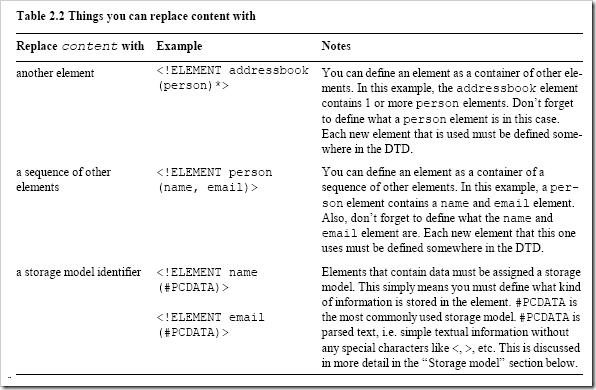 Table 2.2 Things you can replace content with
Replace content with Example Notes
another element
<!ELEMENT addressbook
(person)*>
You can define an element as a container of other ele-
ments. In this example, the addressbook element
contains 1 or more person elements. Don't forget
to define what a person element is in this case.
Each new element that is used must be defined some-
where in the DTD.
a sequence of other
elements
<!ELEMENT person
(name, email)>
You can define an element as a container of a
sequence of other elements. In this example, a per-
son element contains a name and email element.
Also, don't forget to define what the name and
email element are. Each new element that this one
uses must be defined somewhere in the DTD.
a storage model identifier
<!ELEMENT name
(#PCDATA)>
<!ELEMENT email
(#PCDATA)>
Elements that contain data must be assigned a storage
model. This simply means you must define what kind
of information is stored in the element. #PCDATA is
the most commonly used storage model. #PCDATA is
parsed text, i.e. simple textual information without
any special characters like <, >, etc. This is discussed
in more detail in the “Storage model” section below.